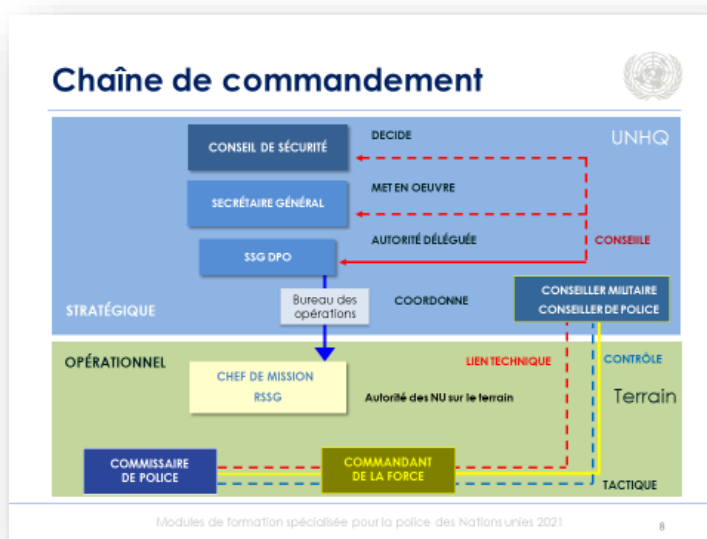 Chaîne de commandement
CONSEIL DE SÉCURITÉ
DECIDE
UNHQ
SECRÉTAIRE GÉNÉRAL
MET EN OEUVRE
SSG DPO
AUTORITÉ DÉLÉGUÉE
CONSEILLE
Bureau des
opérations
COORDONNE
CONSEILLER MILITAIRE
CONSEILLER DE POLICE
STRATÉGIQUE
OPÉRATIONNEL
LIEN TECHNIQUE
CONTRÔLE
CHEF DE MISSION
RSSG
Autorité des NU sur le terrain
Terrain
COMMISSAIRE
DE POLICE
COMMANDANT
DE LA FORCE
TACTIQUE
Modules de formation spécialisée pour la police des Nations unies 2021
8